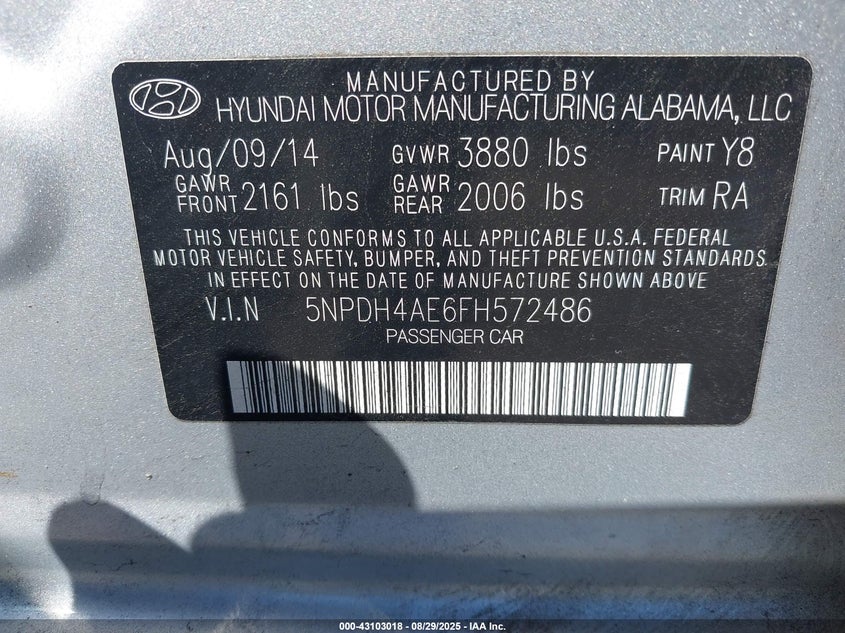 MANUFACTURED BY
HYUNDAI MOTOR MANUFACTURING ALABAMA, LLC
Aug/09/14 GVWR 3880 lbs PAINT Y8
GAWR FRONT 2161 lbs GAWR REAR 2006 lbs TRIM RA
THIS VEHICLE CONFORMS TO ALL APPLICABLE U.S.A. FEDERAL
MOTOR VEHICLE SAFETY, BUMPER, AND THEFT PREVENTION STANDARDS
IN EFFECT ON THE DATE OF MANUFACTURE SHOWN ABOVE
V.I.N 5NPDH4AE6FH572486
PASSENGER CAR
000-43103018 - 08/29/2025 - IAA Inc.